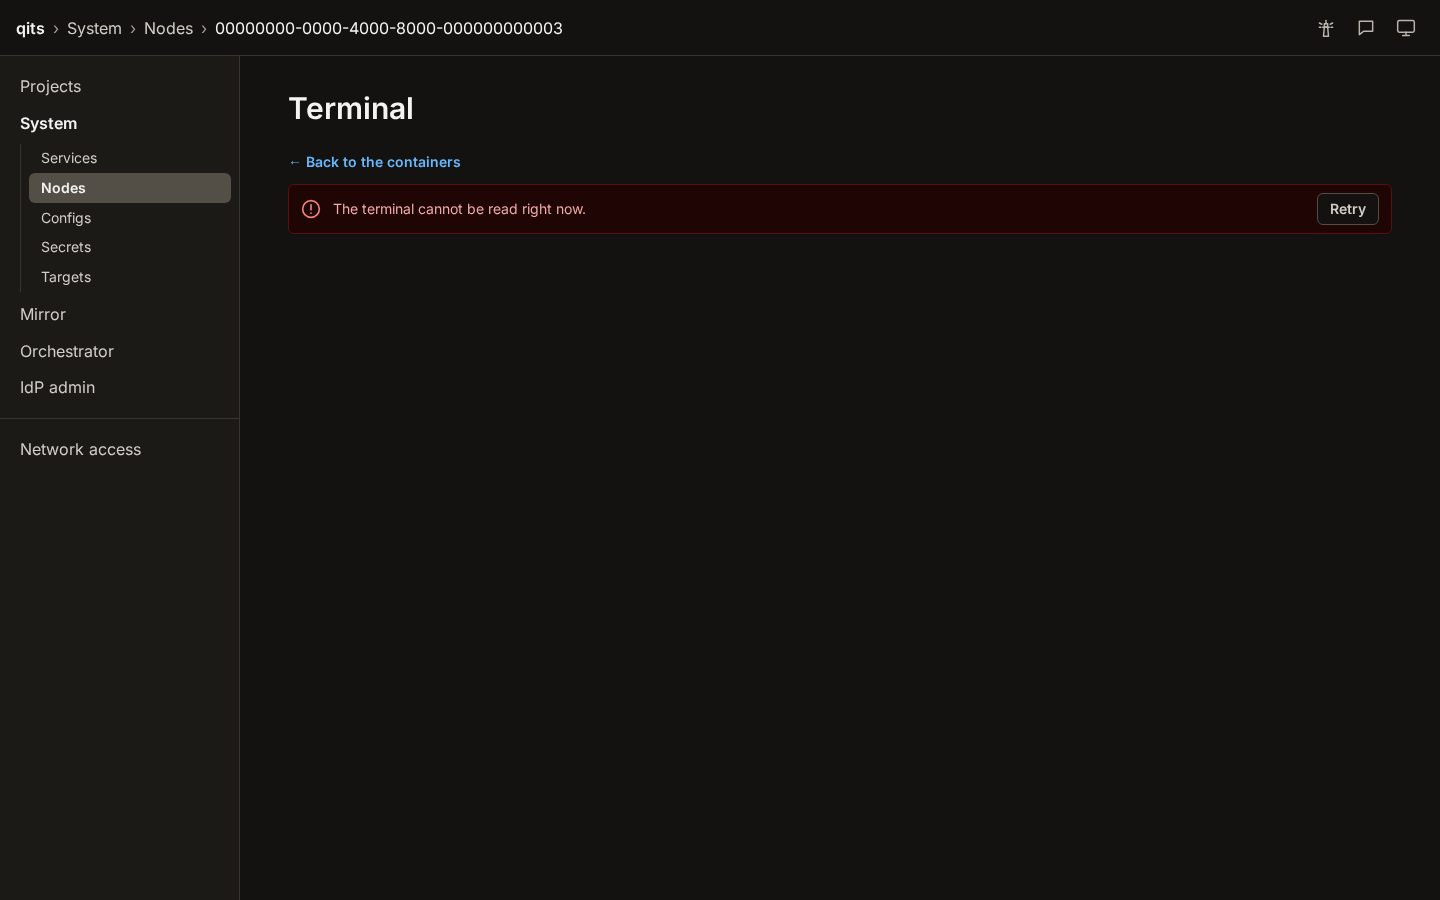 qits › System › Nodes › 00000000-0000-4000-8000-000000000003
Projects
System
Services
Nodes
Configs
Secrets
Targets
Mirror
Orchestrator
IdP admin
Network access
Terminal
← Back to the containers
The terminal cannot be read right now.
Retry